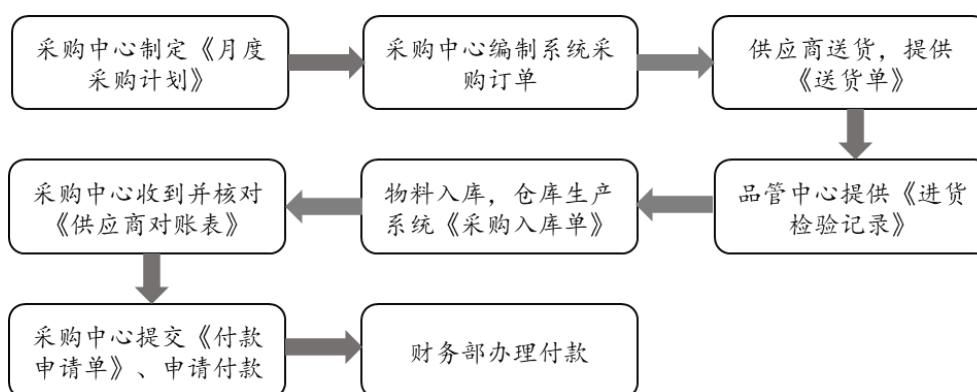 采购中心制定《月度
采购计划》
采购中心编制系统采
购订单
供应商送货，提供
《送货单》
品管中心提供《进货
检验记录》
物料入库，仓库生产
系统《采购入库单》
采购中心收到并核对
《供应商对账表》
采购中心提交《付款
申请单》、申请付款
财务部办理付款